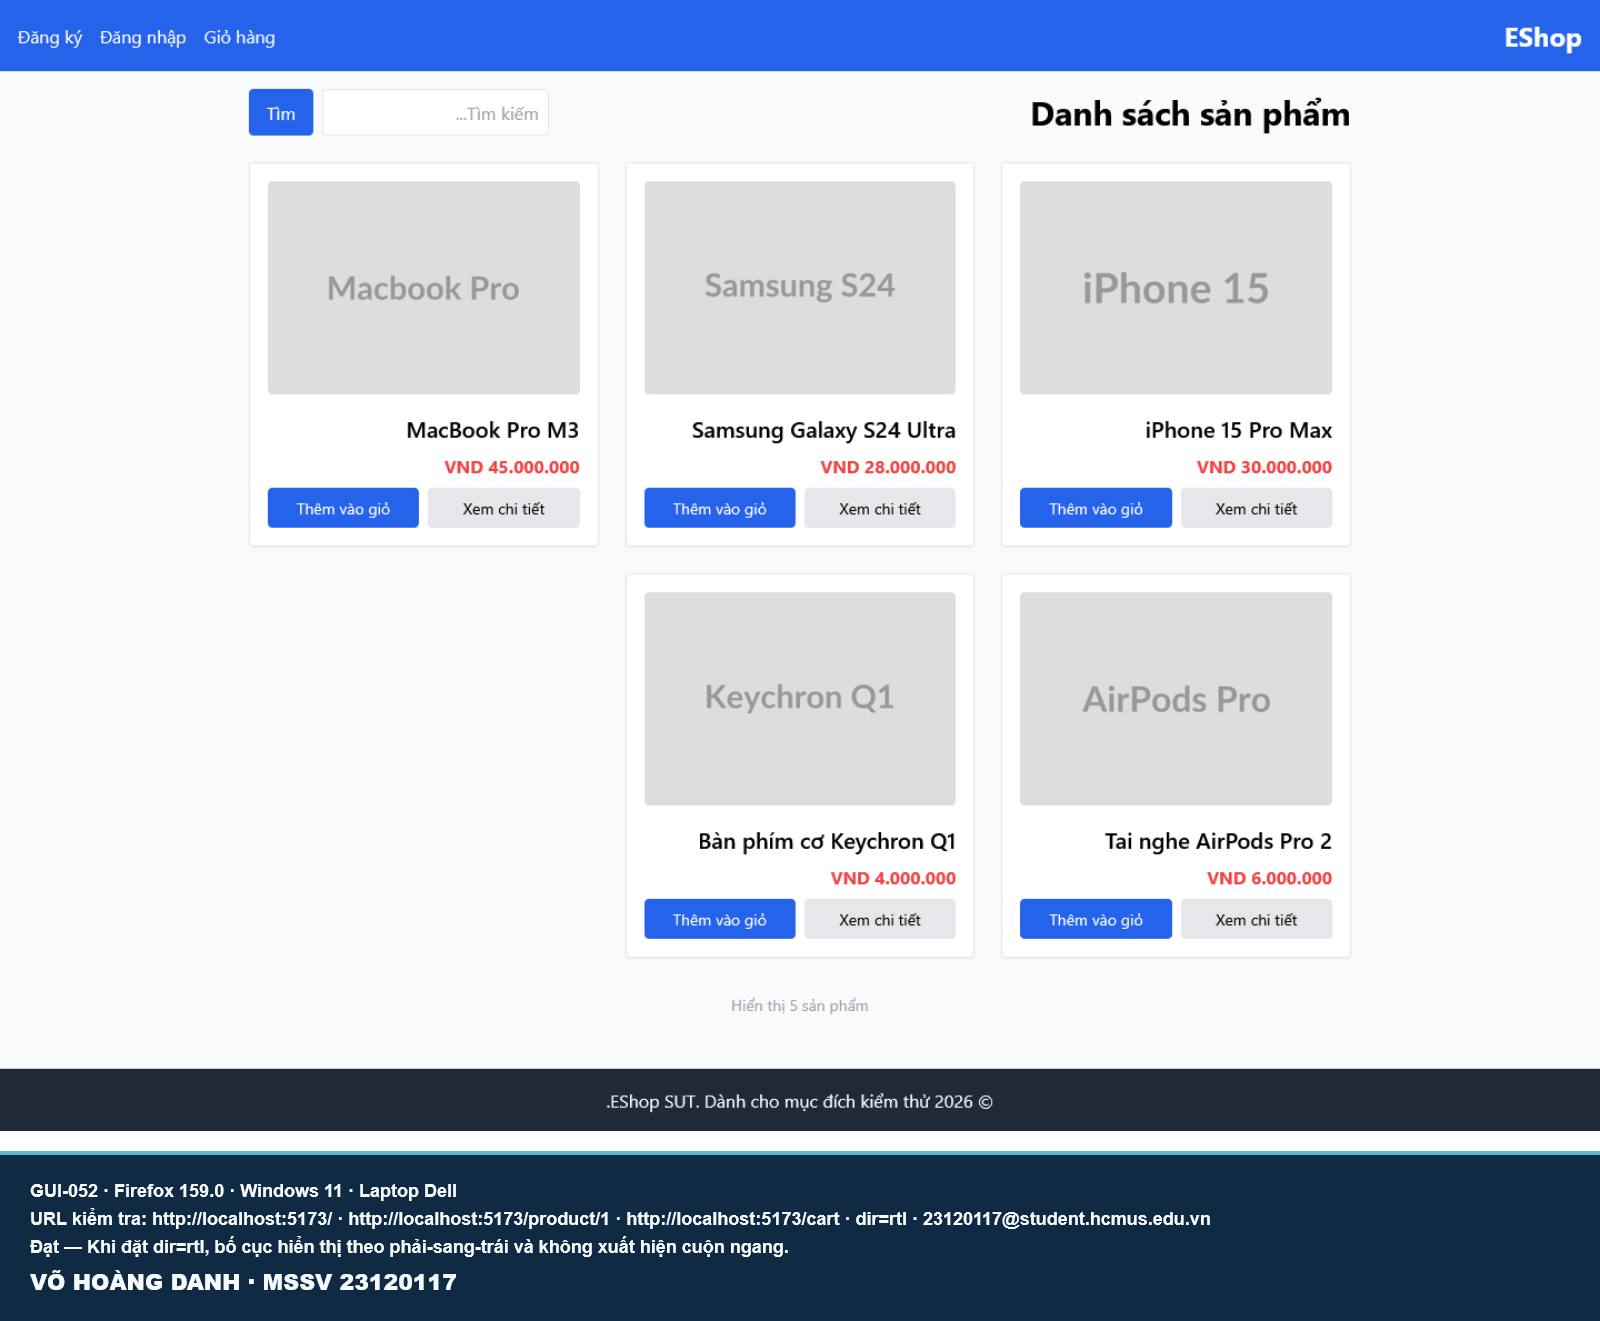 Đăng ký Đăng nhập Giỏ hàng EShop
Tìm ...Tìm kiếm Danh sách sản phẩm
Macbook Pro Samsung S24 iPhone 15
MacBook Pro M3 Samsung Galaxy S24 Ultra iPhone 15 Pro Max
VND 45.000.000 VND 28.000.000 VND 30.000.000
Thêm vào giỏ Xem chi tiết Thêm vào giỏ Xem chi tiết Thêm vào giỏ Xem chi tiết
Keychron Q1 AirPods Pro
Bàn phím cơ Keychron Q1 Tai nghe AirPods Pro 2
VND 4.000.000 VND 6.000.000
Thêm vào giỏ Xem chi tiết Thêm vào giỏ Xem chi tiết
Hiển thị 5 sản phẩm
.EShop SUT. Dành cho mục đích kiểm thử 2026 ©
GUI-052 · Firefox 159.0 · Windows 11 · Laptop Dell
URL kiểm tra: http://localhost:5173/ · http://localhost:5173/product/1 · http://localhost:5173/cart · dir=rtl · 23120117@student.hcmus.edu.vn
Đạt — Khi đặt dir=rtl, bố cục hiển thị theo phải-sang-trái và không xuất hiện cuộn ngang.
VÕ HOÀNG DANH · MSSV 23120117